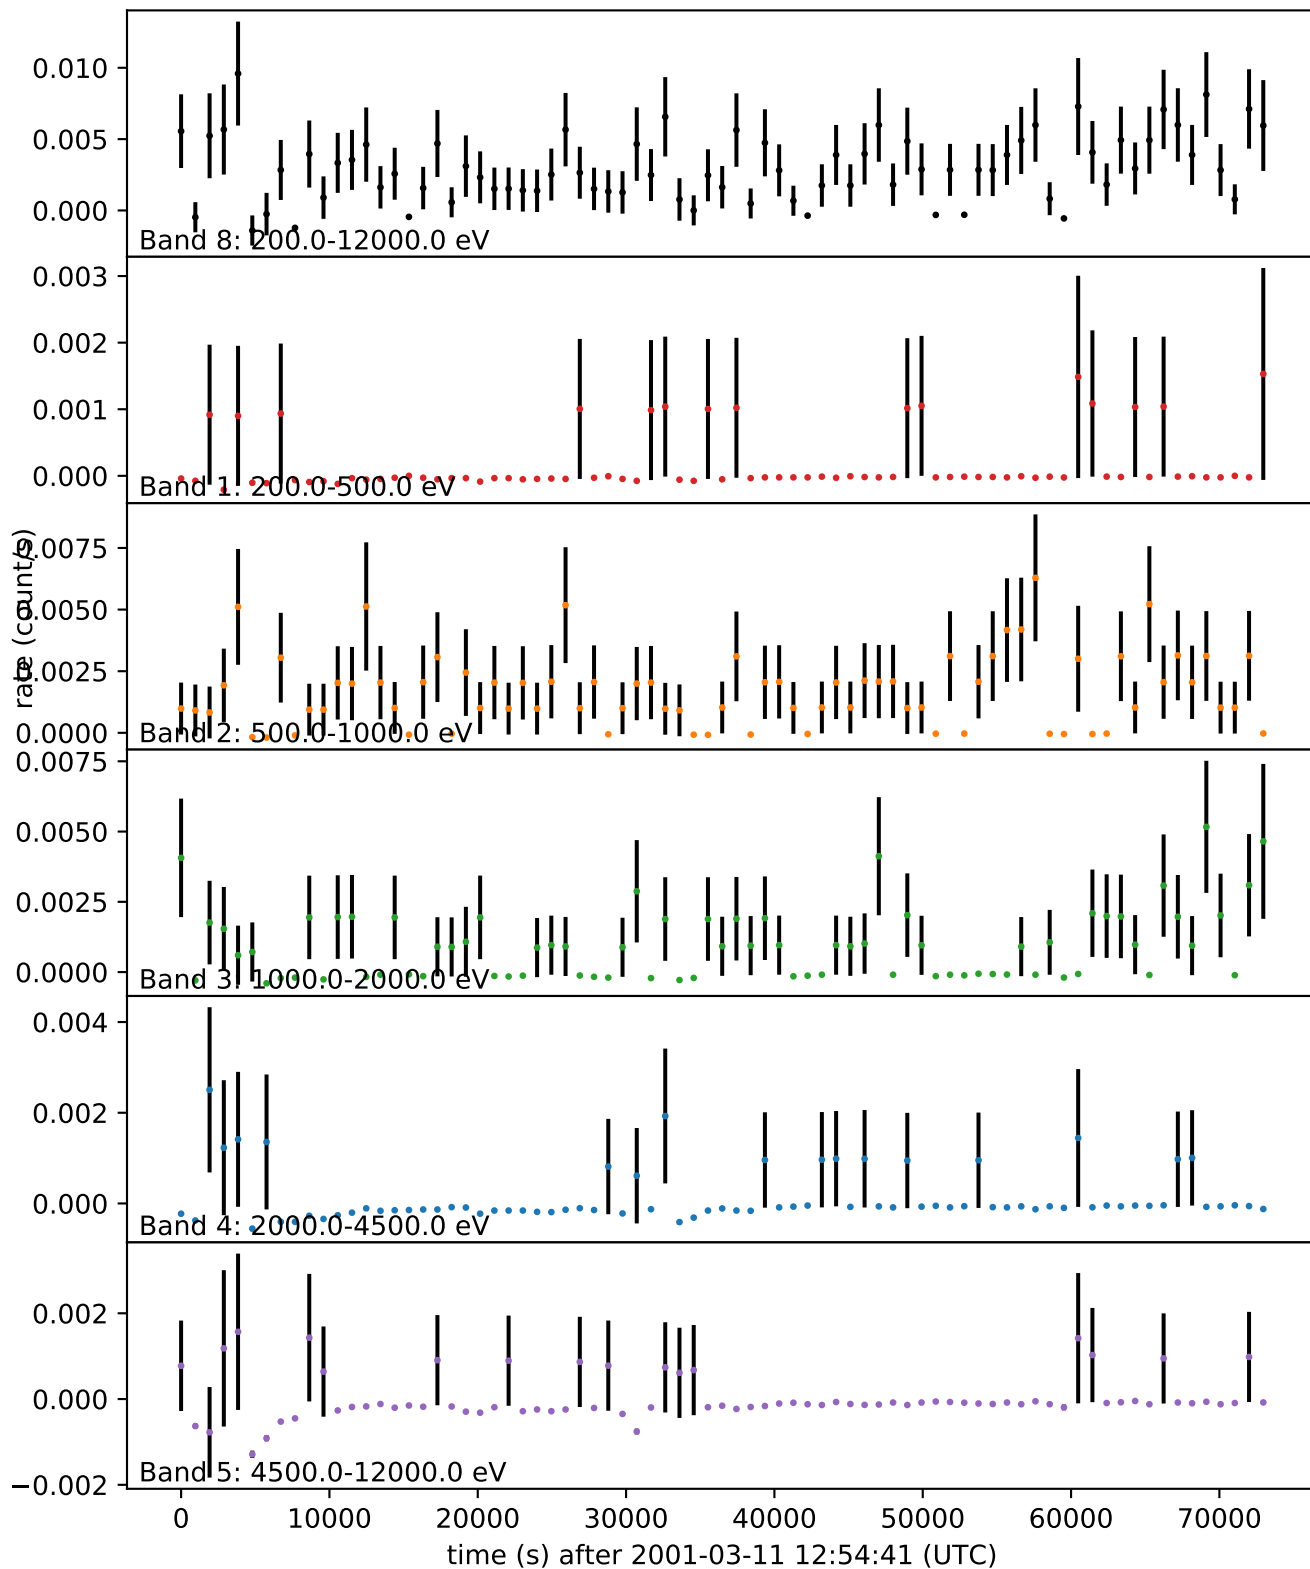 0.010
0.005
0.000
Band 8: 200.0-12000.0 eV
0.003
0.002
0.001
0.000
Band 1: 200.0-500.0 eV
rate (count/s)
0.0075
0.0050
0.0025
0.0000
Band 2: 500.0-1000.0 eV
0.0075
0.0050
0.0025
0.0000
Band 3: 1000.0-2000.0 eV
0.004
0.002
0.000
Band 4: 2000.0-4500.0 eV
0.002
0.000
−0.002
Band 5: 4500.0-12000.0 eV
0 10000 20000 30000 40000 50000 60000 70000
time (s) after 2001-03-11 12:54:41 (UTC)